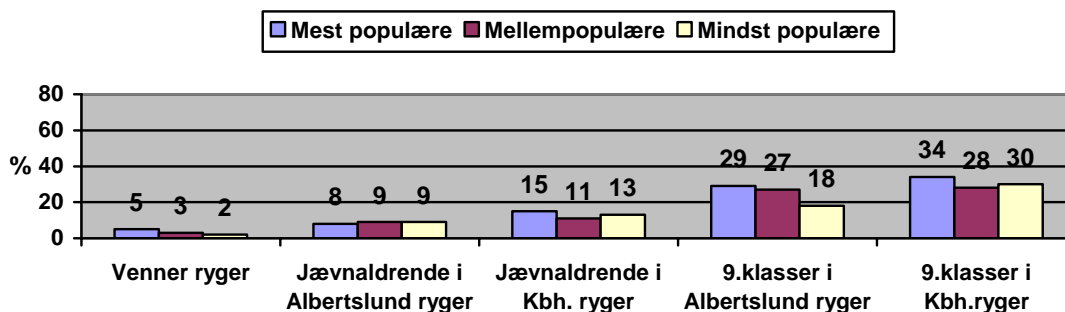 Mest populære Mellempopulære Mindst populære
80
60
40
20
0
%
5 3 2 8 9 9 15 11 13 29 27 18 34 28 30
Venner ryger Jævnaldrende i Jævnaldrende i 9.klasser i 9.klasser i
Albertslund ryger Kbh. ryger Albertslund ryger Kbh.ryger